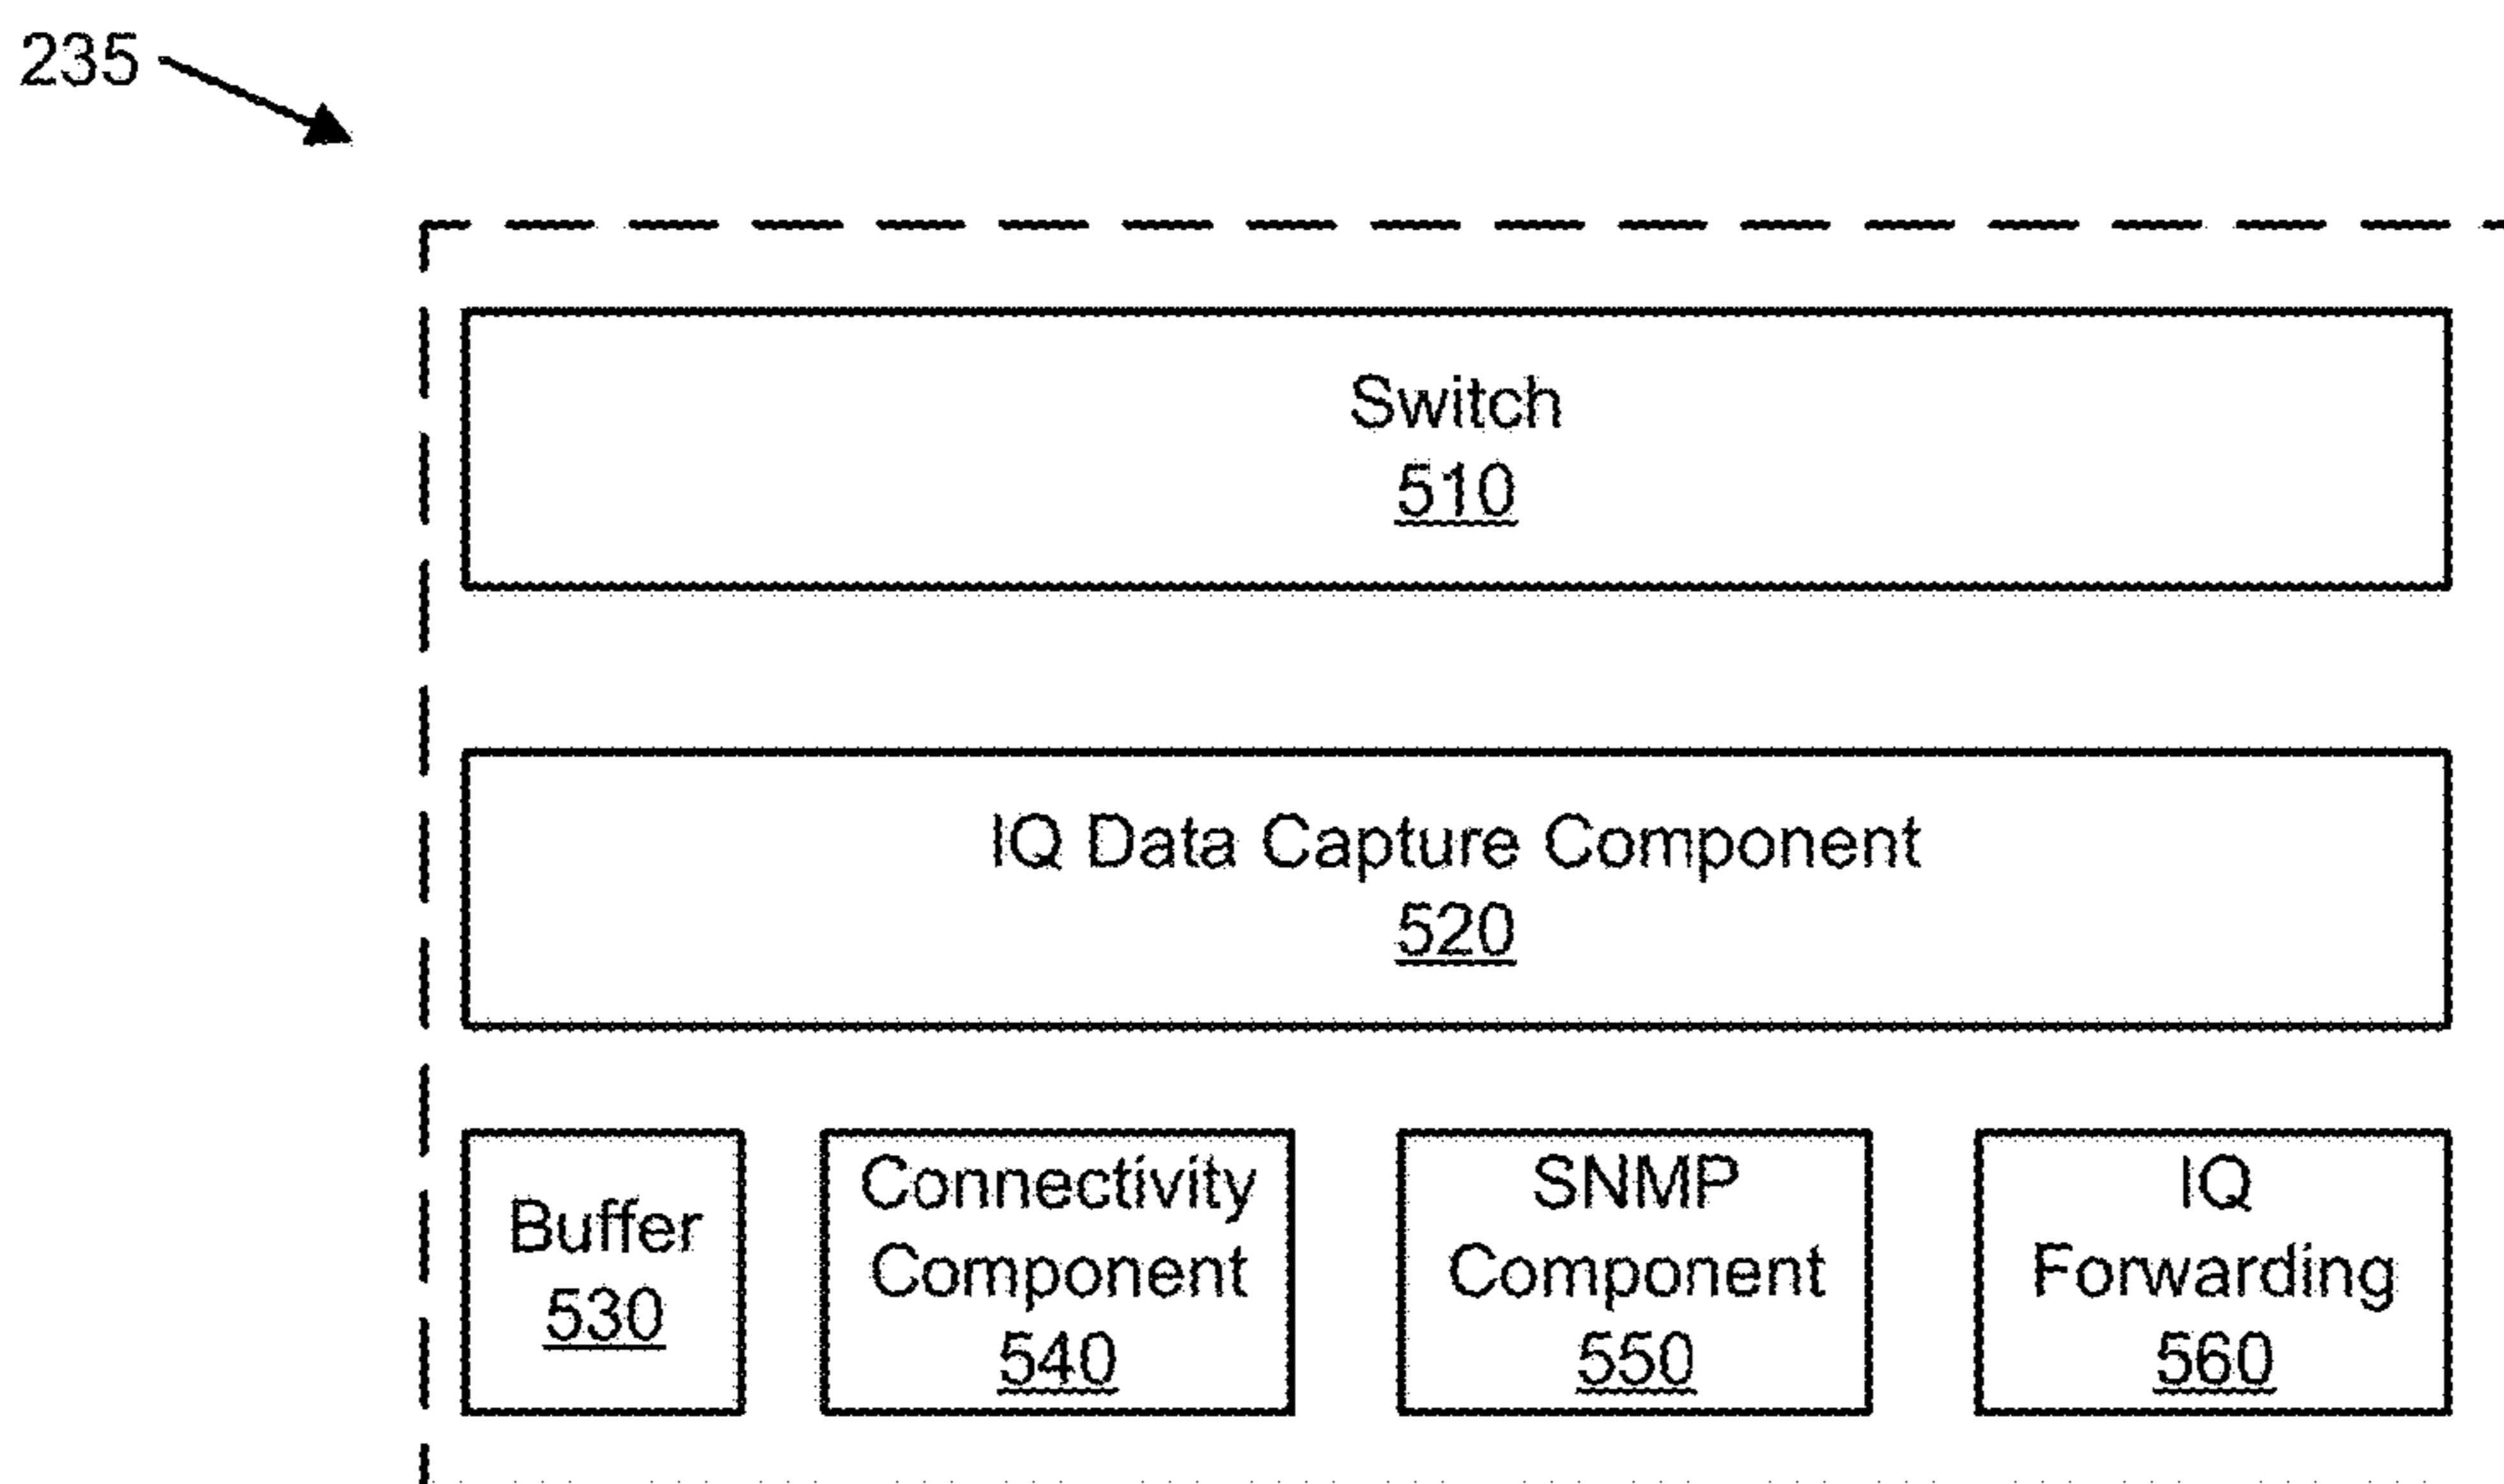 235
Switch
510
IQ Data Capture Component
520
Buffer
530
Connectivity
Component
540
SNMP
Component
550
IQ
Forwarding
560